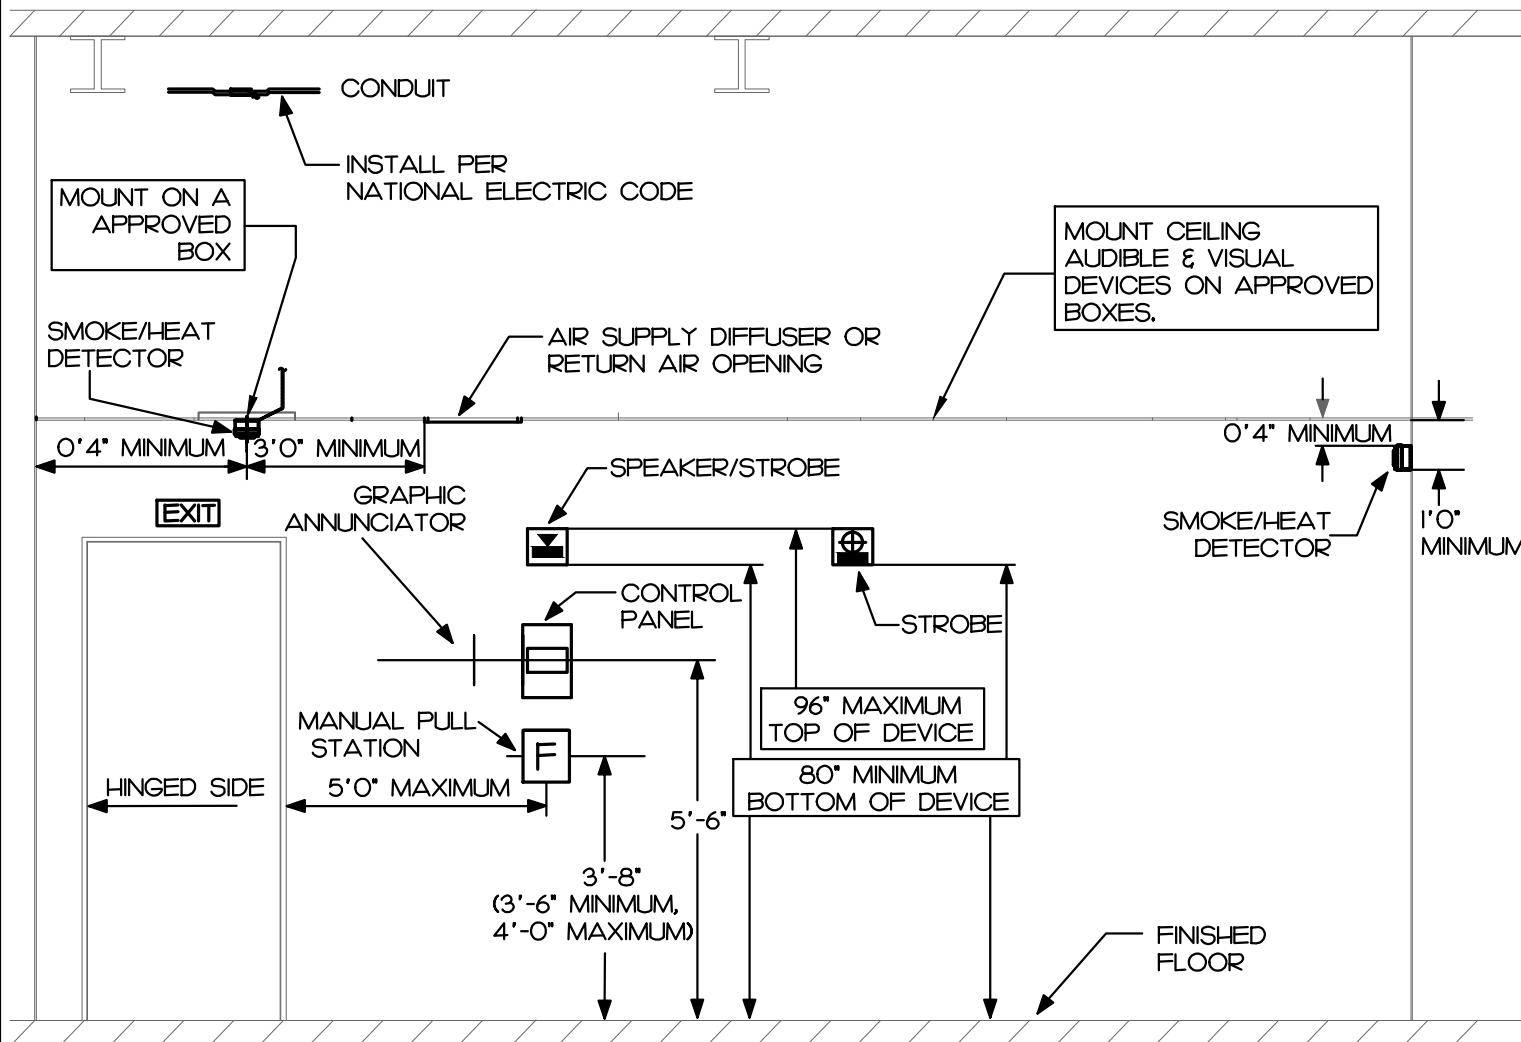 CONDUIT
INSTALL PER
NATIONAL ELECTRIC CODE
MOUNT ON A
APPROVED
BOX
MOUNT CEILING
AUDIBLE & VISUAL
DEVICES ON APPROVED
BOXES.
SMOKE/HEAT
DETECTOR
AIR SUPPLY DIFFUSER OR
RETURN AIR OPENING
0'4" MINIMUM
3'0" MINIMUM
0'4" MINIMUM
SPEAKER/STROBE
GRAPHIC
ANNUNCIATOR
EXIT
SMOKE/HEAT
DETECTOR
1'0"
MINIMUM
CONTROL
PANEL
STROBE
96" MAXIMUM
TOP OF DEVICE
MANUAL PULL
STATION
F
80" MINIMUM
BOTTOM OF DEVICE
HINGED SIDE
5'0" MAXIMUM
5'-6"
3'-8"
(3'-6" MINIMUM,
4'-0" MAXIMUM)
FINISHED
FLOOR